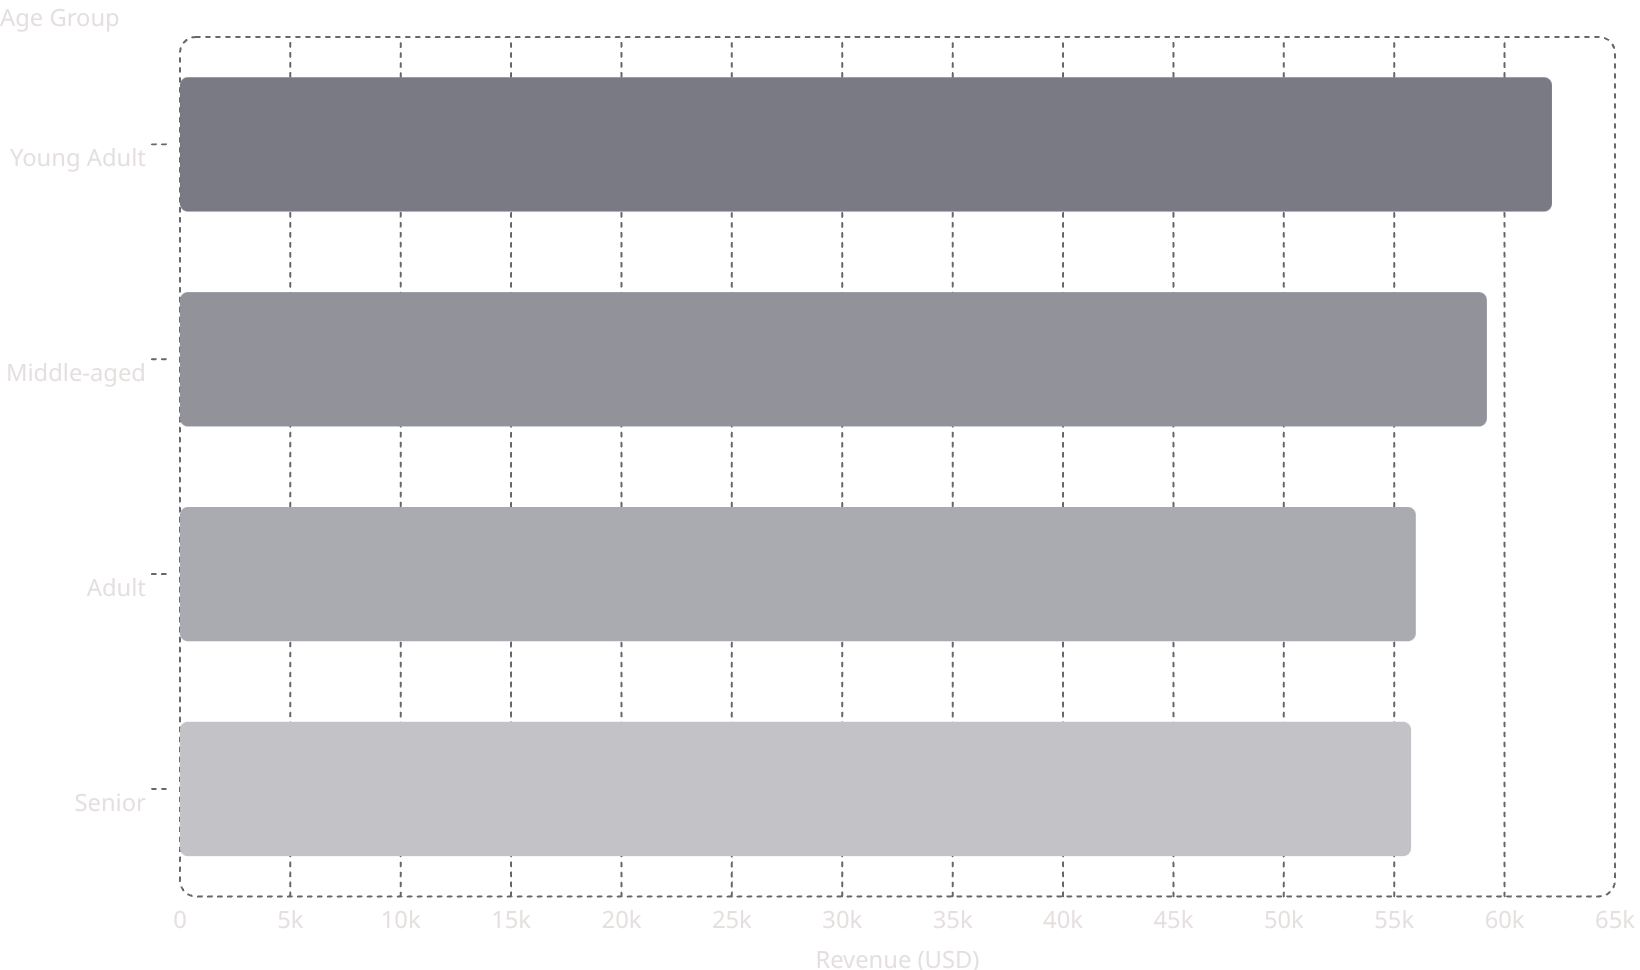 Age Group
Young Adult
Middle-aged
Adult
Senior
0 5k 10k 15k 20k 25k 30k 35k 40k 45k 50k 55k 60k 65k
Revenue (USD)